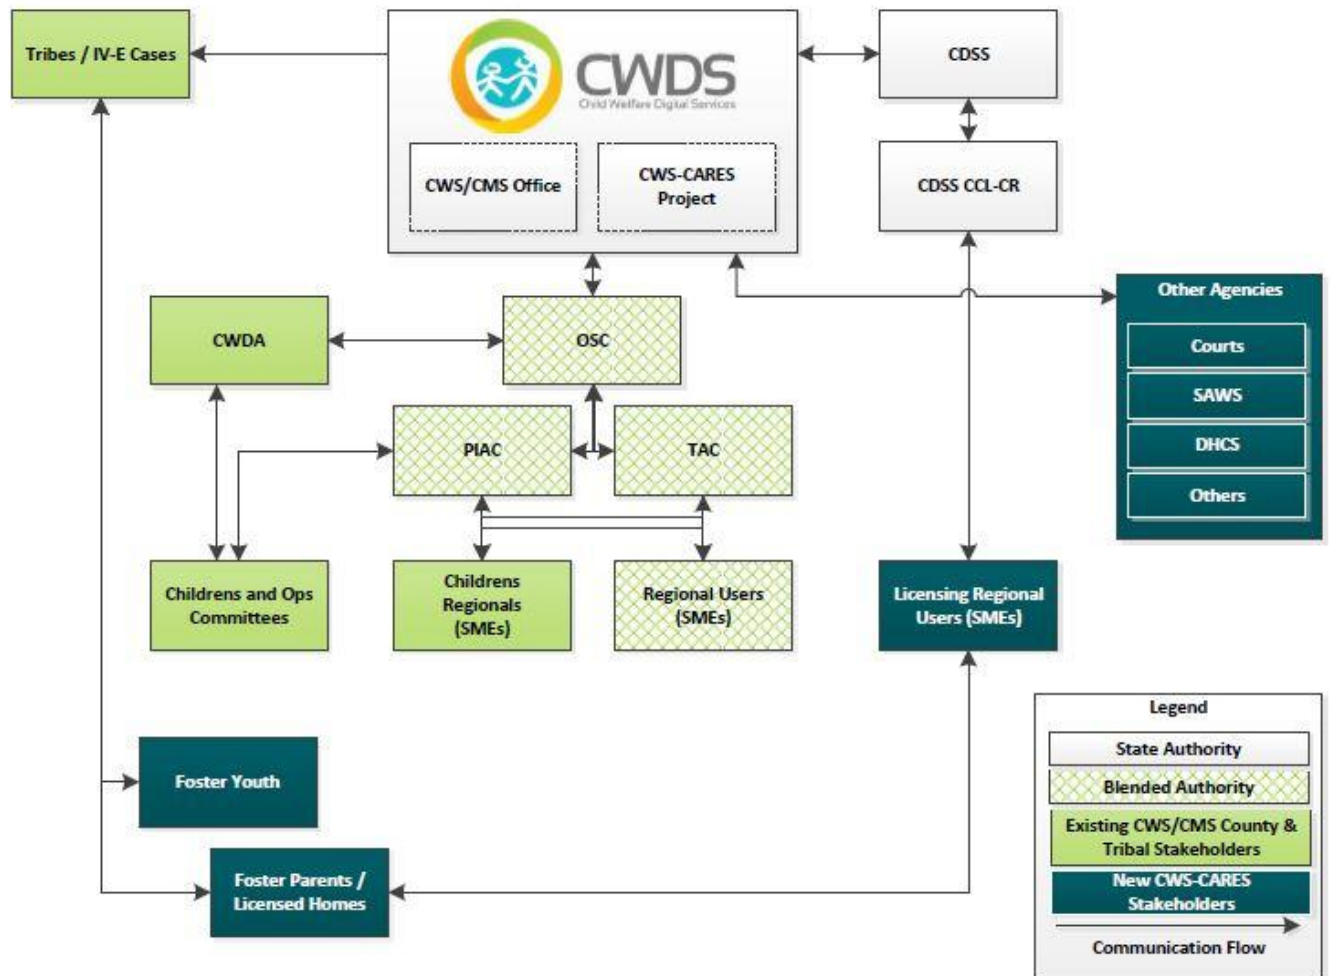 Tribes / IV-E Cases
CWDS
Child Welfare Digital Services
CWS/CMS Office
CWS-CARES
Project
CDSS
CDSS CCL-CR
Other Agencies
Courts
SAWS
DHCS
Others
CWDA
OSC
PIAC
TAC
Childrens and Ops
Committees
Childrens
Regionals
(SMEs)
Regional Users
(SMEs)
Licensing Regional
Users (SMEs)
Foster Youth
Foster Parents /
Licensed Homes
Legend
State Authority
Blended Authority
Existing CWS/CMS County &
Tribal Stakeholders
New CWS-CARES
Stakeholders
Communication Flow